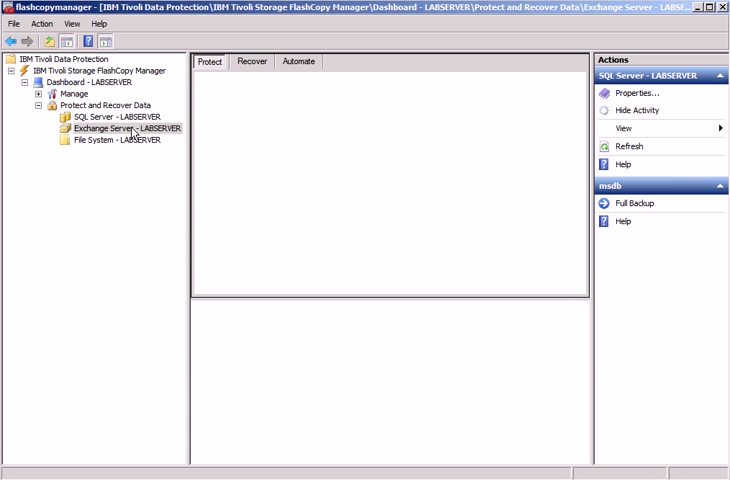 flashcopymanager - [IBM Tivoli Data Protection\IBM Tivoli Storage FlashCopy Manager\Dashboard - LABSERVER\Protect and Recover Data\Exchange Server - LABSE...
File Action View Help
IBM Tivoli Data Protection
IBM Tivoli Storage FlashCopy Manager
Dashboard - LABSERVER
Manage
Protect and Recover Data
SQL Server - LABSERVER
Exchange Server - LABSERVER
File System - LABSERVER
Protect Recover Automate
Actions
SQL Server - LABSERVER
Properties...
Hide Activity
View
Refresh
Help
msdb
Full Backup
Help